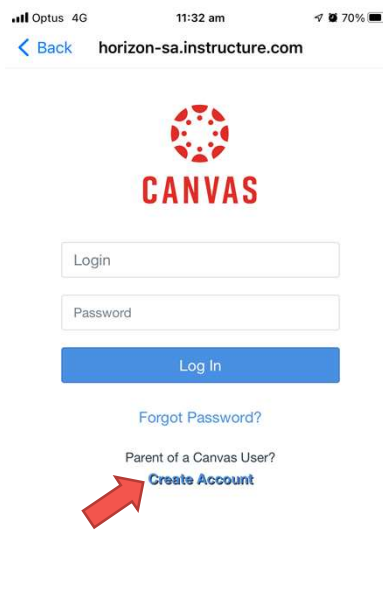 Optus 4G 11:32 am 70%
Back horizon-sa.instructure.com
CANVAS
Login
Password
Log In
Forgot Password?
Parent of a Canvas User?
Create Account